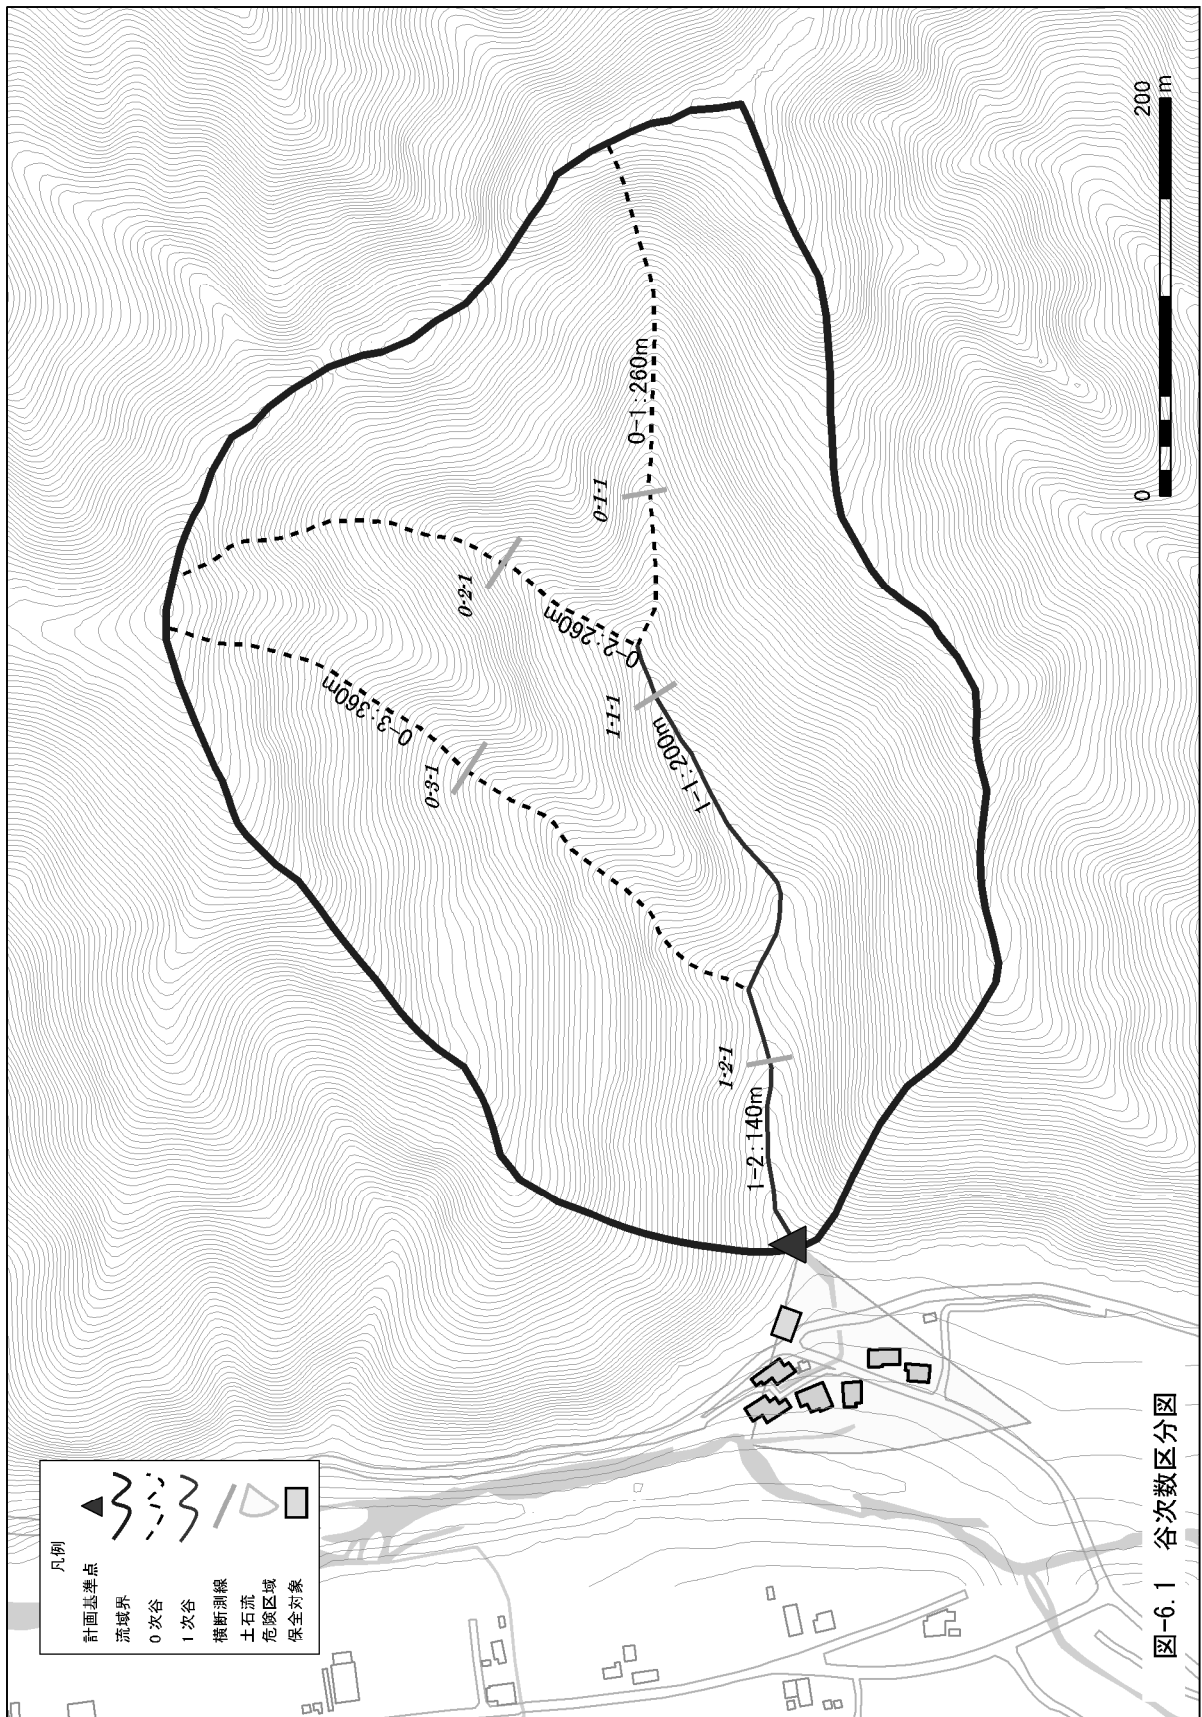 凡例
計画基準点
流域界
0次谷
1次谷
横断測線
土石流
危険区域
保全対象
0-3:360m
0-3-1
0-2-1
0-2:260m
0-1-1
0-1:260m
1-1-1
1-1:200m
1-2-1
1-2:140m
0
200
m
図-6.1 谷次数区分図